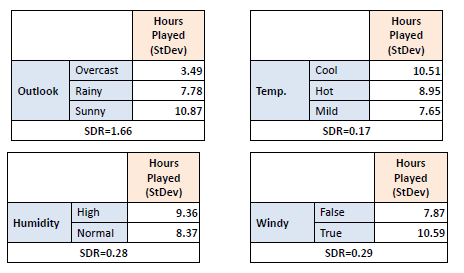 Hours
Played
(StDev)
Outlook
Overcast 3.49
Rainy 7.78
Sunny 10.87
SDR=1.66
Hours
Played
(StDev)
Temp.
Cool 10.51
Hot 8.95
Mild 7.65
SDR=0.17
Hours
Played
(StDev)
Humidity
High 9.36
Normal 8.37
SDR=0.28
Hours
Played
(StDev)
Windy
False 7.87
True 10.59
SDR=0.29